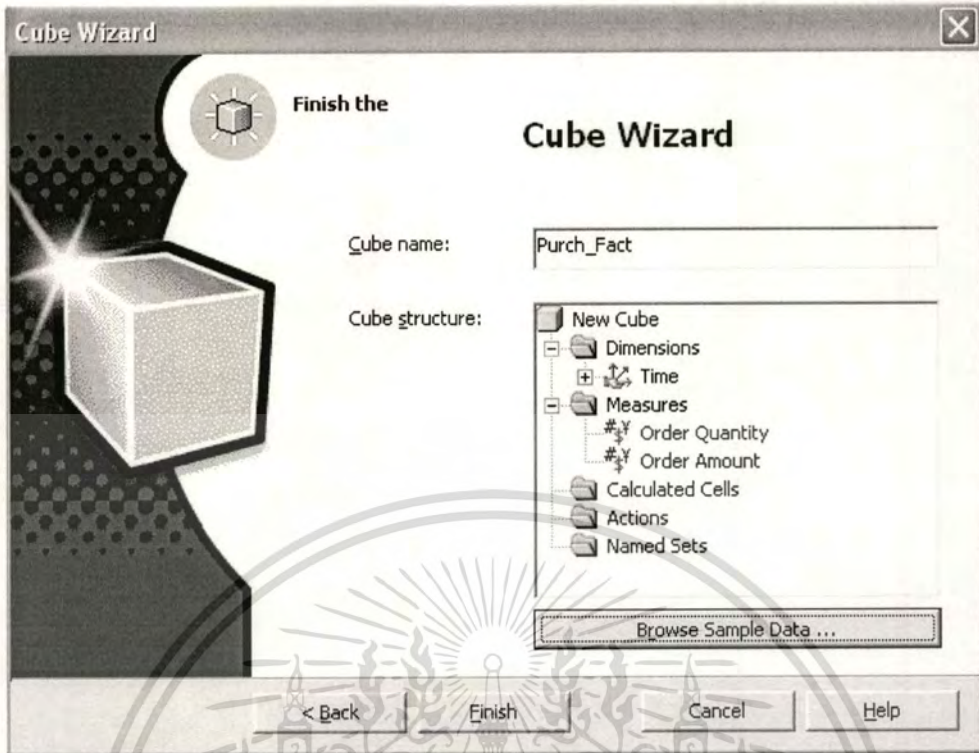 Cube Wizard
Finish the
Cube Wizard
Cube name:
Purch_Fact
Cube structure:
New Cube
Dimensions
Time
Measures
Order Quantity
Order Amount
Calculated Cells
Actions
Named Sets
Browse Sample Data ...
< Back
Finish
Cancel
Help